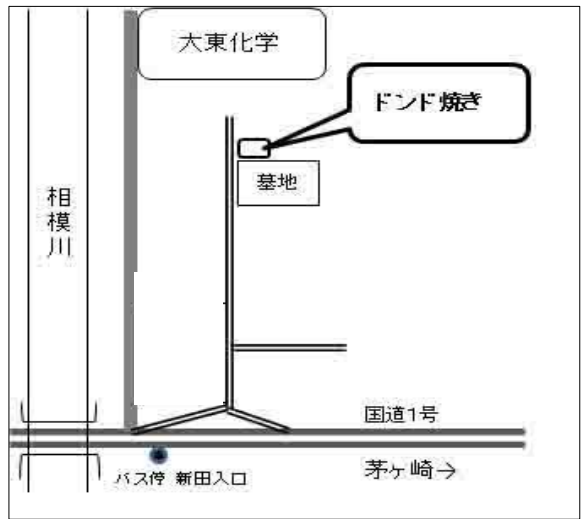 大東化学
ドンド焼き
墓地
相模川
国道1号
バス停 新田入口
茅ヶ崎→